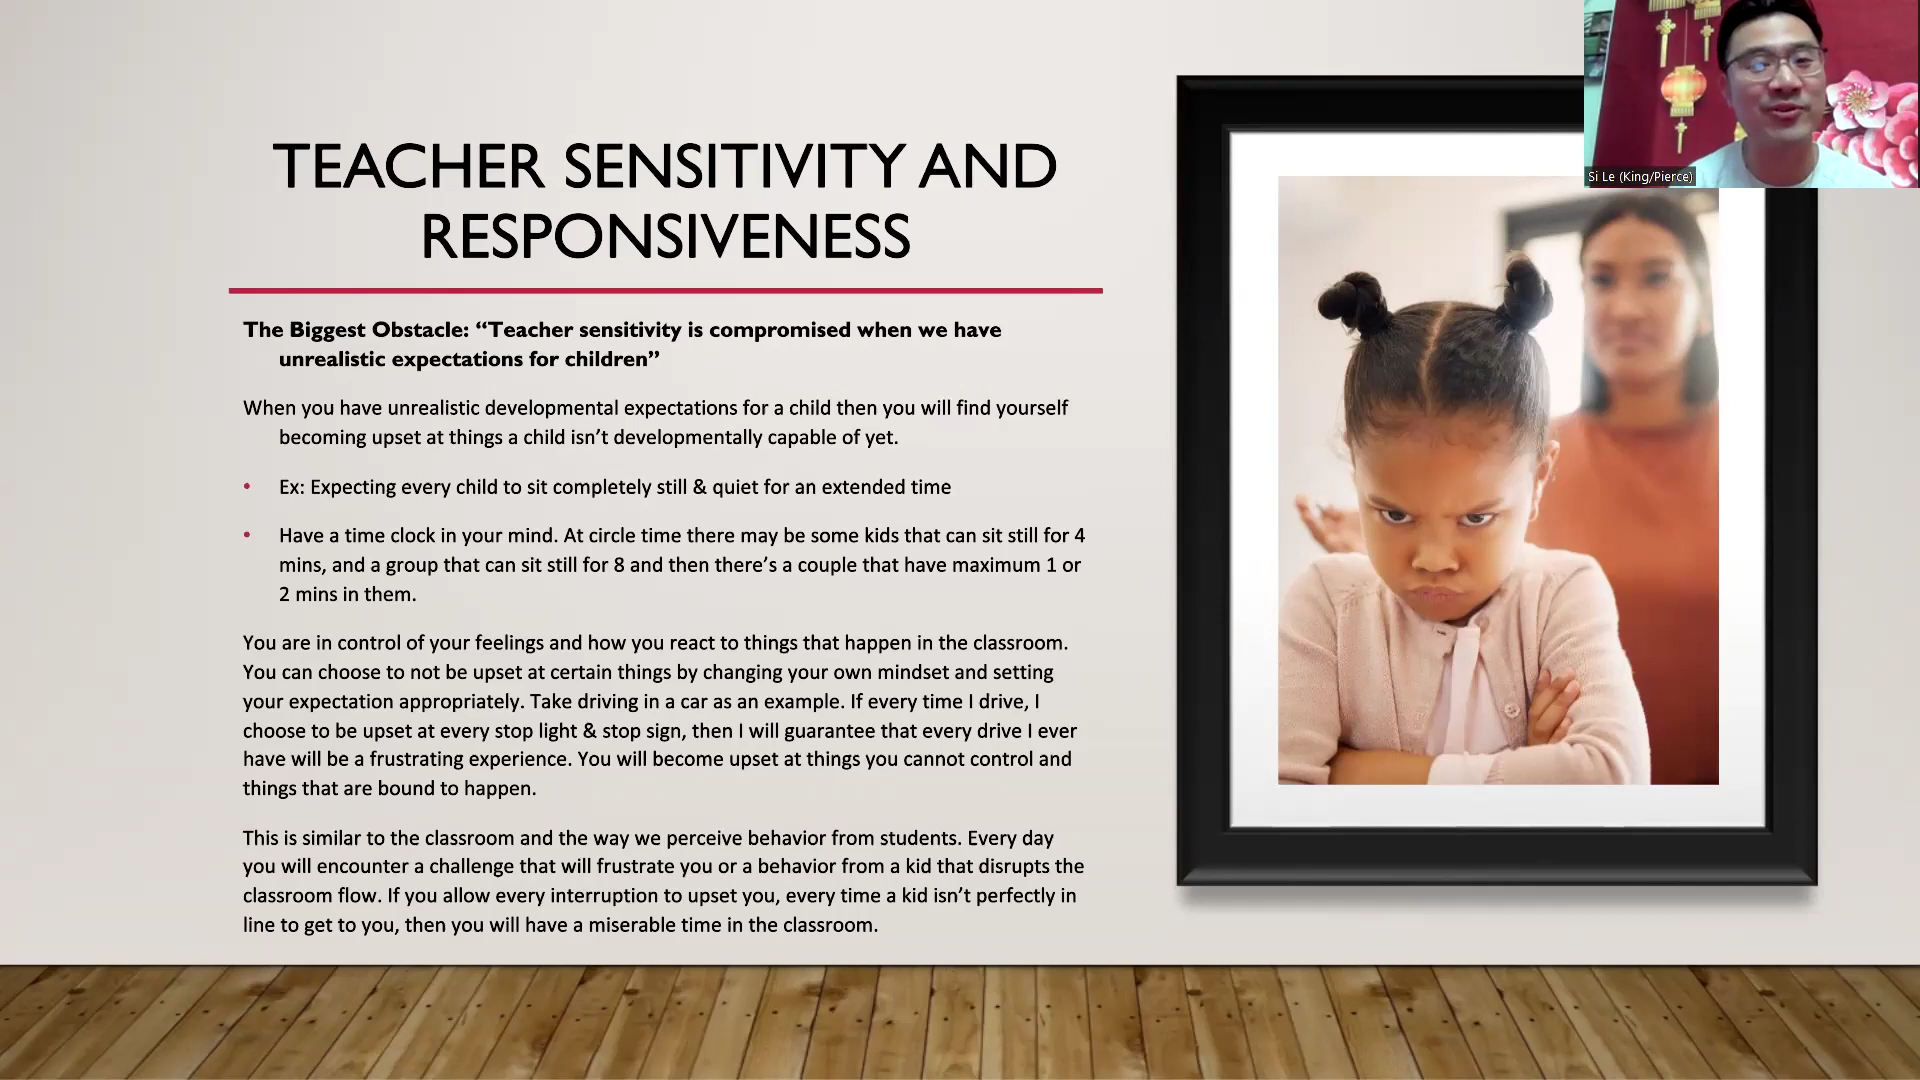 Si Le (King/Pierce)
TEACHER SENSITIVITY AND
RESPONSIVENESS
The Biggest Obstacle: “Teacher sensitivity is compromised when we have
unrealistic expectations for children”
When you have unrealistic developmental expectations for a child then you will find yourself
becoming upset at things a child isn’t developmentally capable of yet.
• Ex: Expecting every child to sit completely still & quiet for an extended time
• Have a time clock in your mind. At circle time there may be some kids that can sit still for 4
mins, and a group that can sit still for 8 and then there’s a couple that have maximum 1 or
2 mins in them.
You are in control of your feelings and how you react to things that happen in the classroom.
You can choose to not be upset at certain things by changing your own mindset and setting
your expectation appropriately. Take driving in a car as an example. If every time I drive, I
choose to be upset at every stop light & stop sign, then I will guarantee that every drive I ever
have will be a frustrating experience. You will become upset at things you cannot control and
things that are bound to happen.
This is similar to the classroom and the way we perceive behavior from students. Every day
you will encounter a challenge that will frustrate you or a behavior from a kid that disrupts the
classroom flow. If you allow every interruption to upset you, every time a kid isn’t perfectly in
line to get to you, then you will have a miserable time in the classroom.